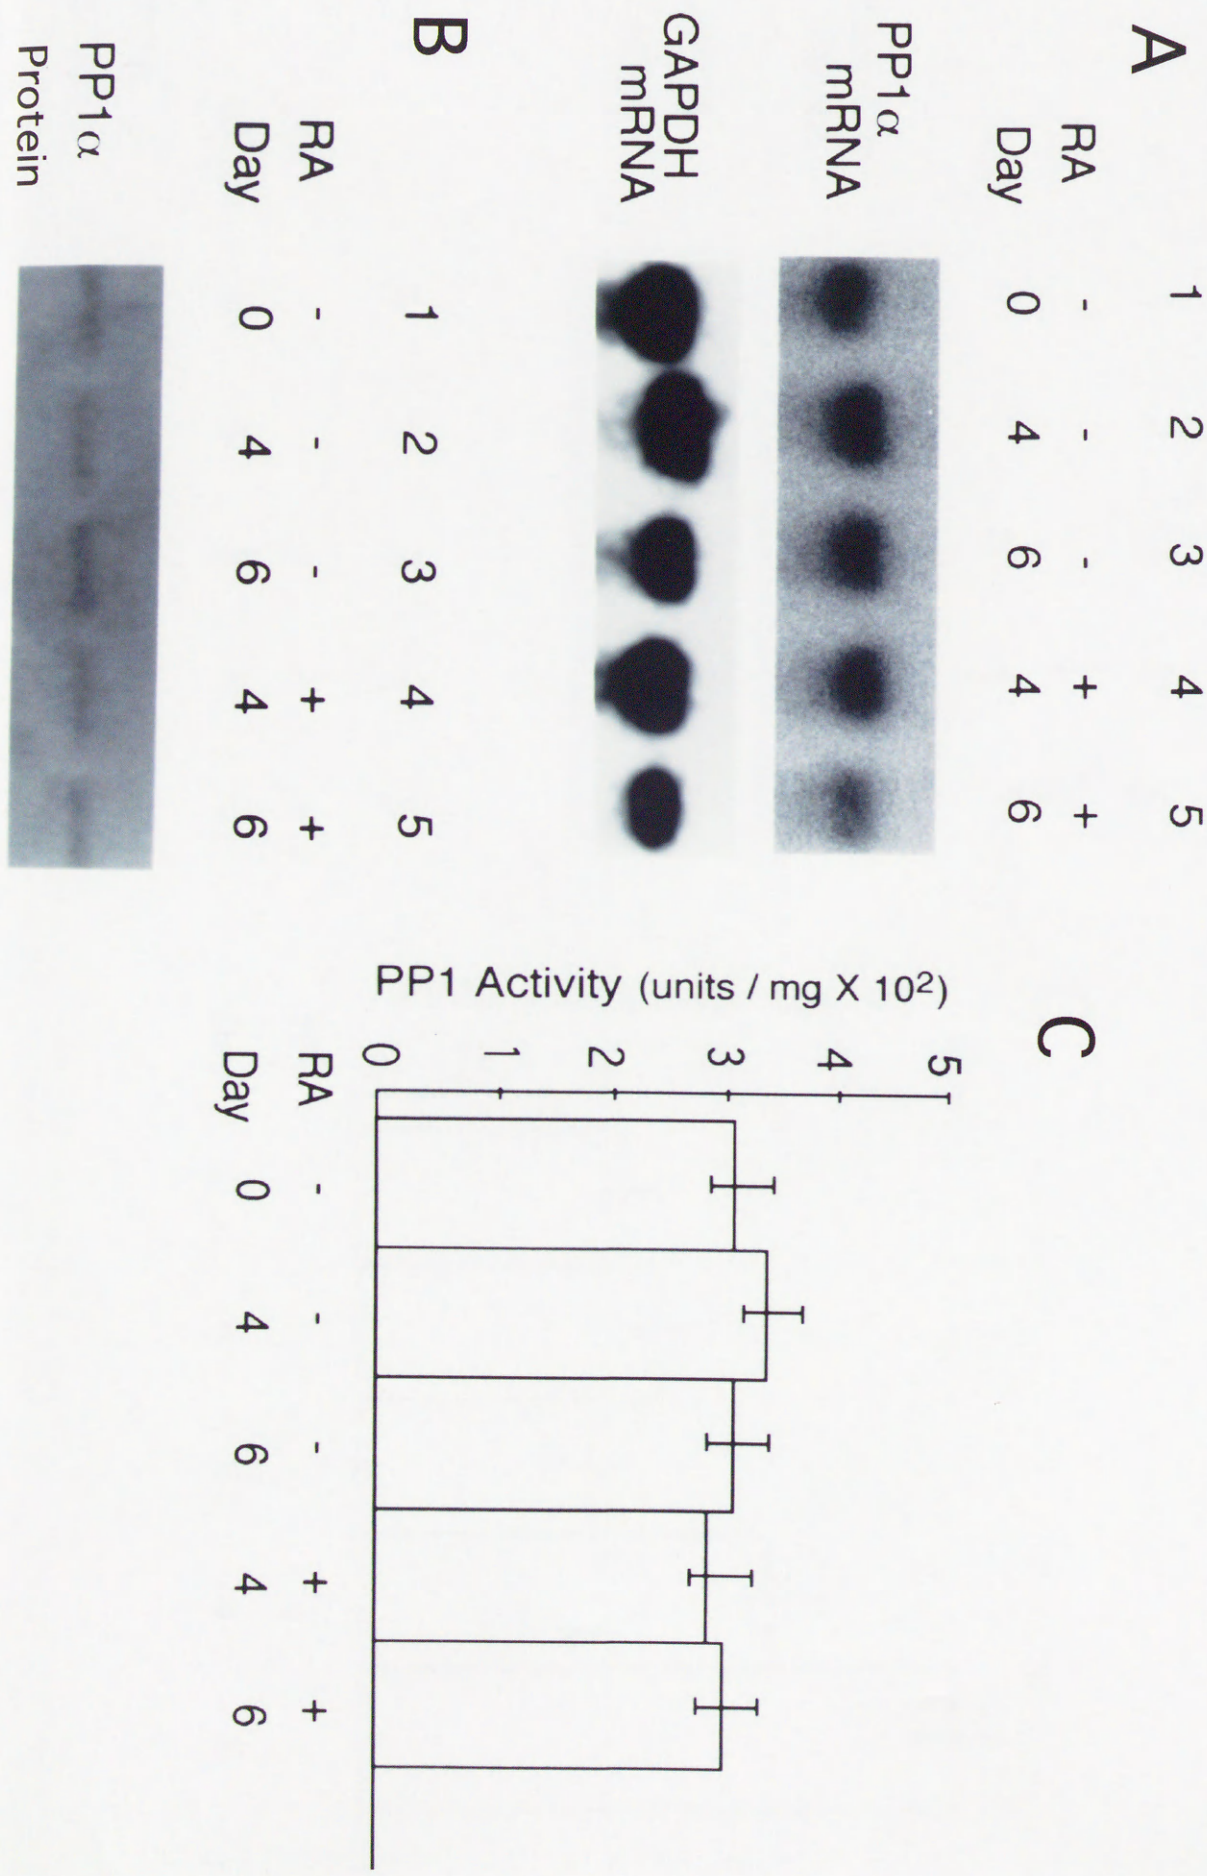 A
1 2 3 4 5
RA - - - + +
Day 0 4 6 4 6
PP1α
mRNA
GAPDH
mRNA
B
1 2 3 4 5
RA - - - + +
Day 0 4 6 4 6
PP1α
Protein
C
PP1 Activity (units / mg X 10²)
5
4
3
2
1
0
RA - - - + +
Day 0 4 6 4 6